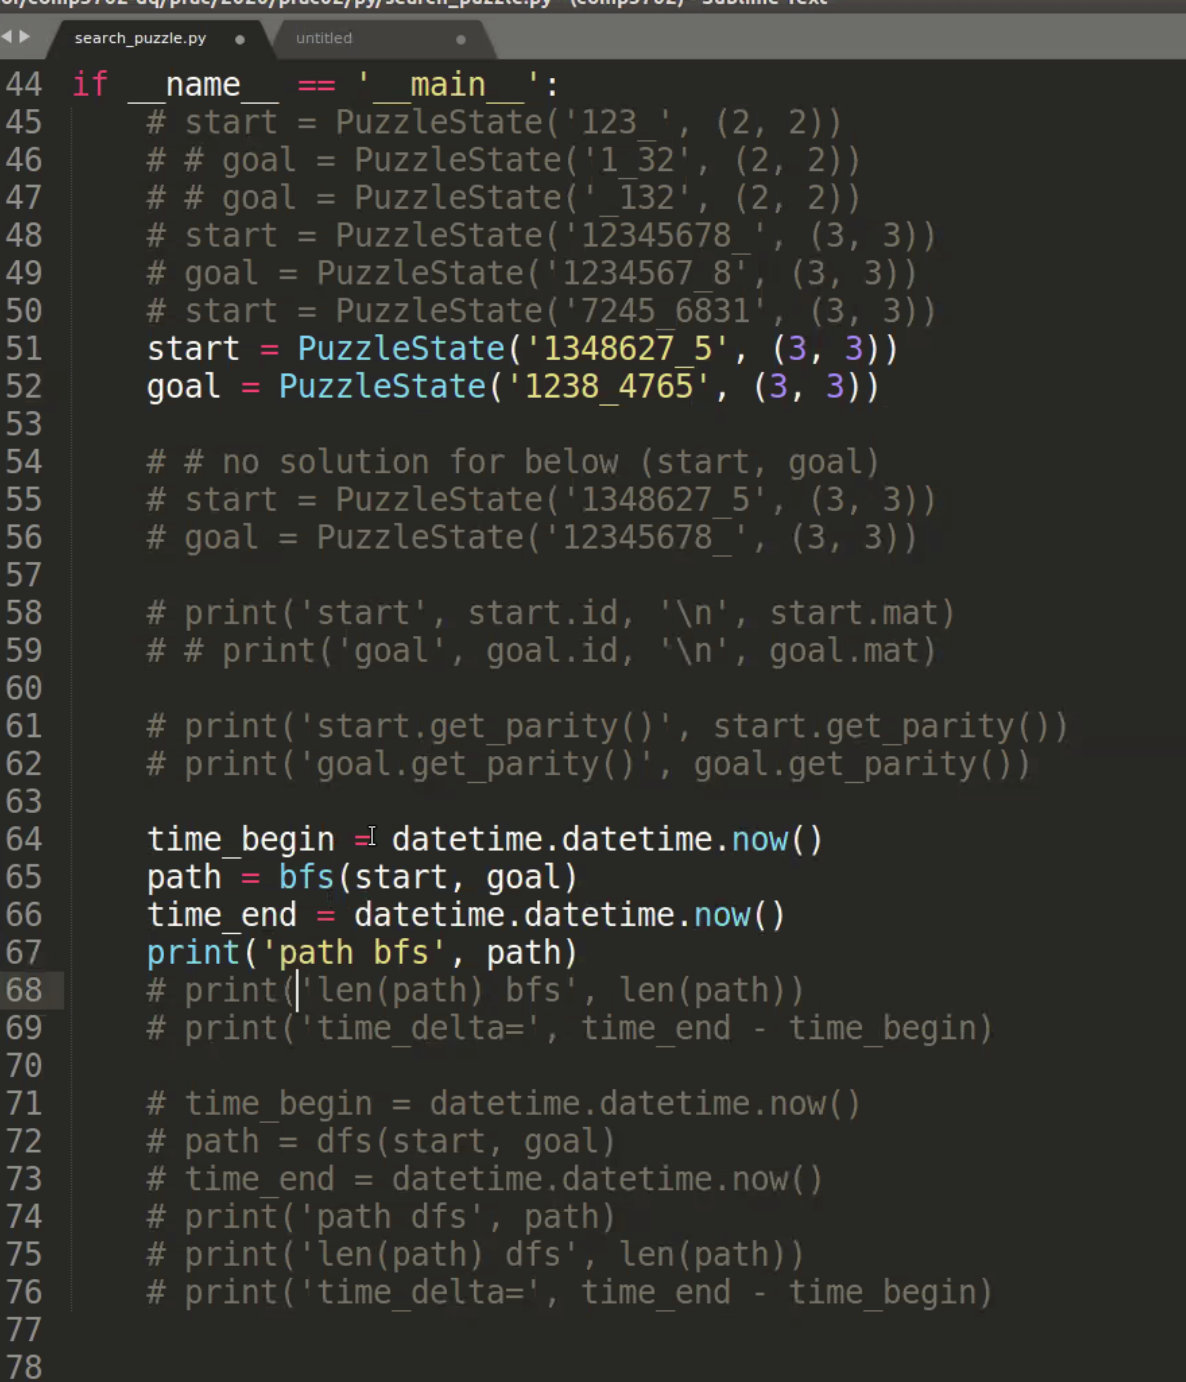 search_puzzle.py
untitled
44 if __name__ == '__main__':
45 # start = PuzzleState('123_', (2, 2))
46 # # goal = PuzzleState('1_32', (2, 2))
47 # # goal = PuzzleState('_132', (2, 2))
48 # start = PuzzleState('12345678_', (3, 3))
49 # goal = PuzzleState('1234567_8', (3, 3))
50 # start = PuzzleState('7245_6831', (3, 3))
51 start = PuzzleState('1348627_5', (3, 3))
52 goal = PuzzleState('1238_4765', (3, 3))
53
54 # # no solution for below (start, goal)
55 # start = PuzzleState('1348627_5', (3, 3))
56 # goal = PuzzleState('12345678_', (3, 3))
57
58 # print('start', start.id, '\n', start.mat)
59 # # print('goal', goal.id, '\n', goal.mat)
60
61 # print('start.get_parity()', start.get_parity())
62 # print('goal.get_parity()', goal.get_parity())
63
64 time_begin = datetime.datetime.now()
65 path = bfs(start, goal)
66 time_end = datetime.datetime.now()
67 print('path bfs', path)
68 # print('len(path) bfs', len(path))
69 # print('time_delta=', time_end - time_begin)
70
71 # time_begin = datetime.datetime.now()
72 # path = dfs(start, goal)
73 # time_end = datetime.datetime.now()
74 # print('path dfs', path)
75 # print('len(path) dfs', len(path))
76 # print('time_delta=', time_end - time_begin)
77
78